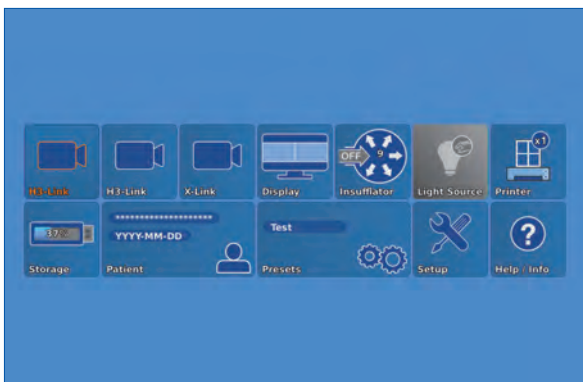 OFF
9
x1
H3-Link
H3-Link
X-Link
Display
Insufflator
Light Source
Printer
37%
********************
YYYY-MM-DD
Test
?
Storage
Patient
Presets
Setup
Help / Info